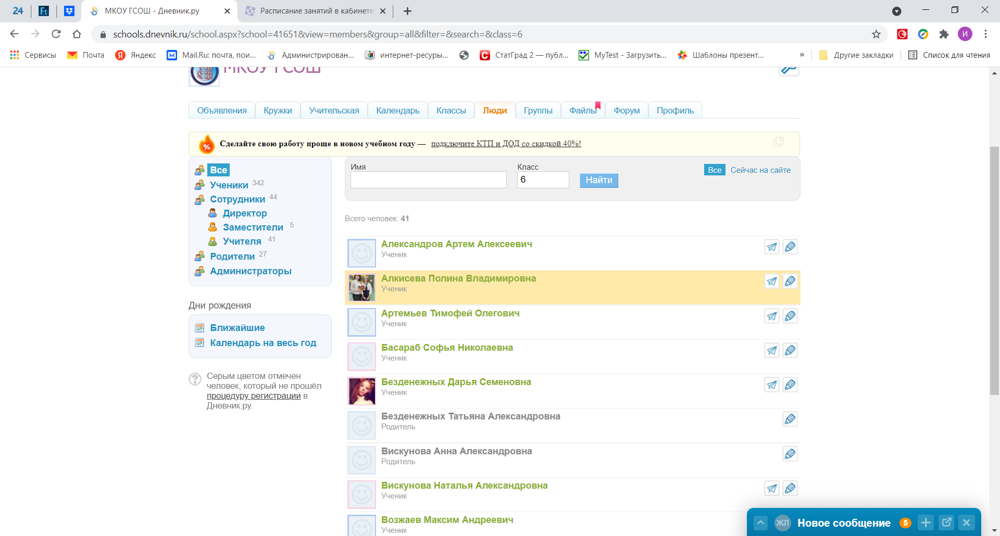 24
Ft
МКОУ ГСОШ - Дневник.ру
Расписание занятий в кабинете
schools.dnevnik.ru/school.aspx?school=41651&view=members&group=all&filter=&search=&class=6
И
Сервисы
Почта
Я Яндекс
Mail.Ru: почта, пои...
Администрирован...
интернет-ресуры...
С СтатГрад 2 — публ...
MyTest - Загрузить...
Шаблоны презент...
»
Другие закладки
Список для чтения
МКОУ ГСОШ
Объявления
Кружки
Учительская
Календарь
Классы
Люди
Группы
Файлы
Форум
Профиль
% Сделайте свою работу проще в новом учебном году — подключите КТП и ДОД со скидкой 40%!
Все
Ученики 342
Сотрудники 44
Директор
Заместители 5
Учителя 41
Родители 27
Администраторы
Дни рождения
Ближайшие
Календарь на весь год
? Серым цветом отмечен
человек, который не прошёл
процедуру регистрации в
Дневник.ру.
Имя
Класс
6
Найти
Все
Сейчас на сайте
Всего человек: 41
Александров Артем Алексеевич
Ученик
Алкисева Полина Владимировна
Ученик
Артемьев Тимофей Олегович
Ученик
Басараб Софья Николаевна
Ученик
Безденежных Дарья Семеновна
Ученик
Безденежных Татьяна Александровна
Родитель
Вискунова Анна Александровна
Родитель
Вискунова Наталья Александровна
Ученик
Возжаев Максим Андреевич
Ученик
ЖЛ Новое сообщение 5